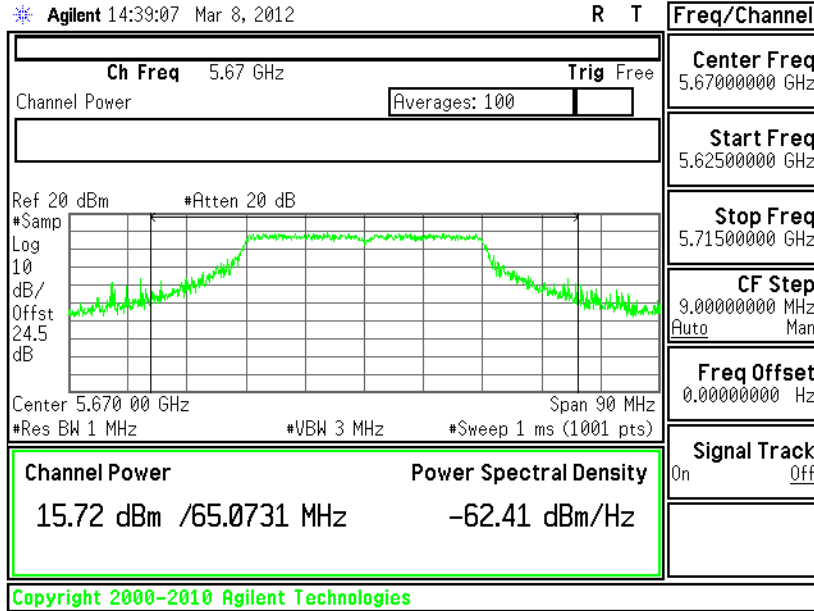 Agilent 14:39:07 Mar 8, 2012 R T
Freq/Channel
Ch Freq 5.67 GHz Trig Free
Channel Power Averages: 100
Center Freq
5.67000000 GHz
Start Freq
5.62500000 GHz
Stop Freq
5.71500000 GHz
CF Step
9.00000000 MHz
Auto Man
Freq Offset
0.00000000 Hz
Signal Track
On Off
Ref 20 dBm #Atten 20 dB
#Samp
Log
10
dB/
Offst
24.5
dB
Center 5.670 00 GHz Span 90 MHz
#Res BW 1 MHz #VBW 3 MHz #Sweep 1 ms (1001 pts)
Channel Power Power Spectral Density
15.72 dBm /65.0731 MHz -62.41 dBm/Hz
Copyright 2000-2010 Agilent Technologies